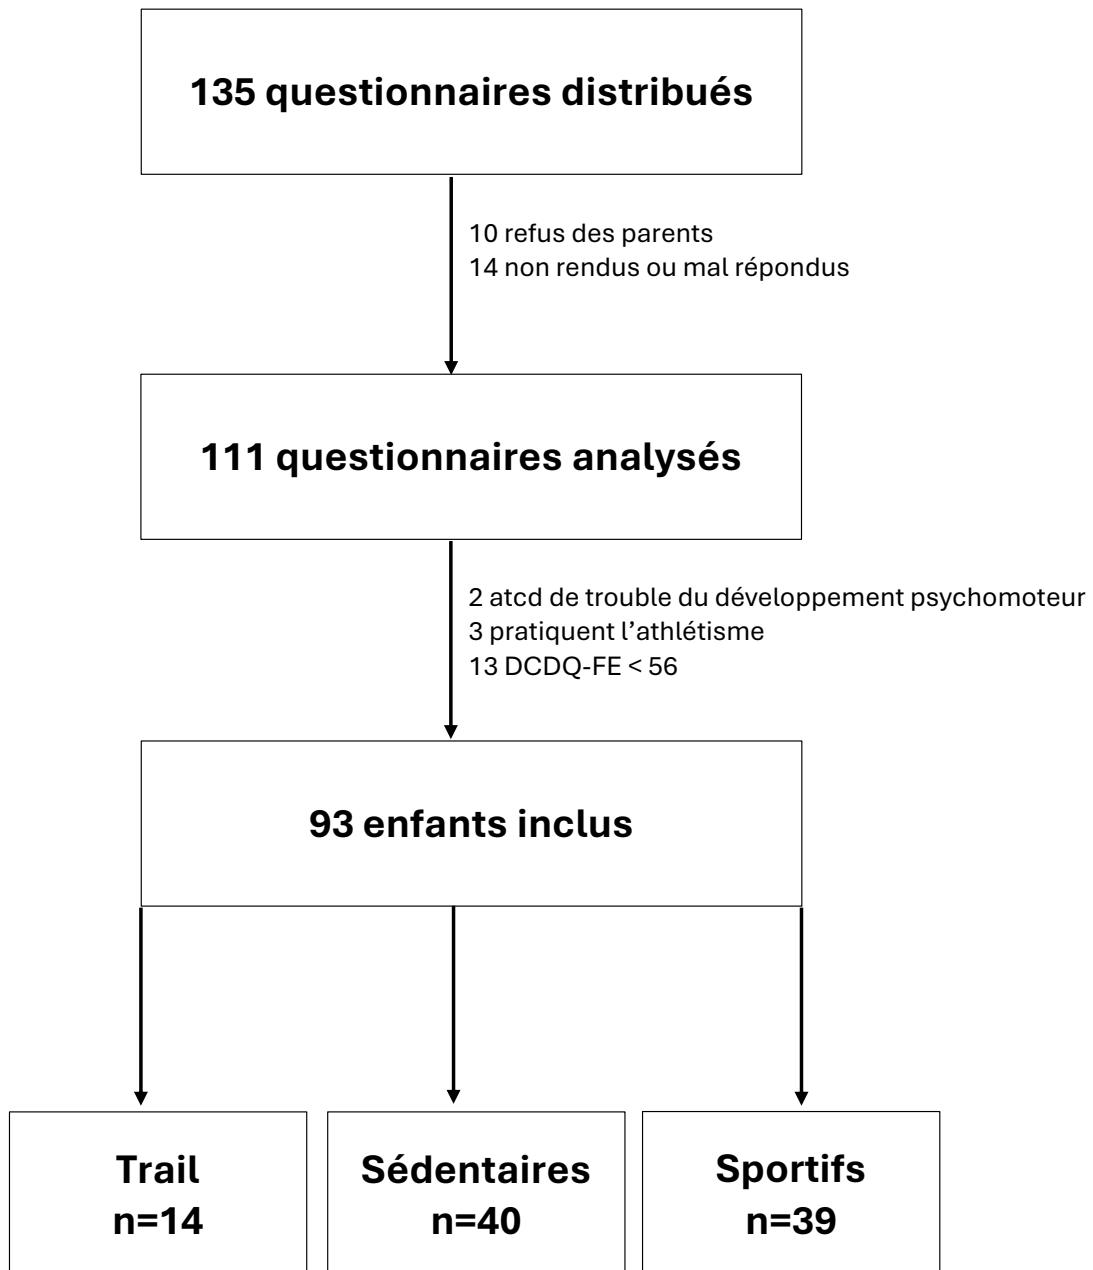 135 questionnaires distribués
10 refus des parents
14 non rendus ou mal répondus
111 questionnaires analysés
2 atcd de trouble du développement psychomoteur
3 pratiquent l’athlétisme
13 DCDQ-FE < 56
93 enfants inclus
Trail
n=14
Sédentaires
n=40
Sportifs
n=39